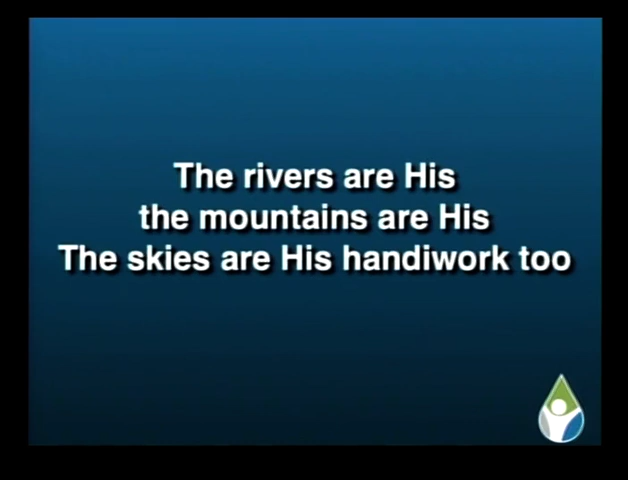 The rivers are His
the mountains are His
The skies are His handiwork too